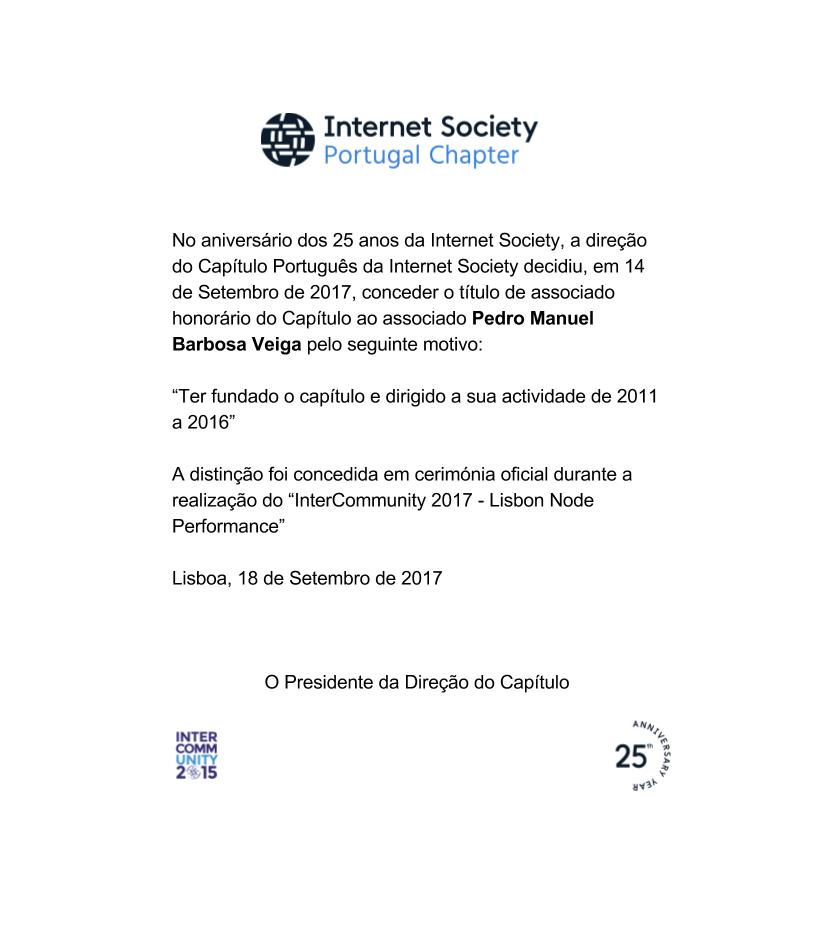 Internet Society
Portugal Chapter
No aniversário dos 25 anos da Internet Society, a direção
do Capítulo Português da Internet Society decidiu, em 14
de Setembro de 2017, conceder o título de associado
honorário do Capítulo ao associado Pedro Manuel
Barbosa Veiga pelo seguinte motivo:
“Ter fundado o capítulo e dirigido a sua actividade de 2011
a 2016”
A distinção foi concedida em cerimónia oficial durante a
realização do “InterCommunity 2017 - Lisbon Node
Performance”
Lisboa, 18 de Setembro de 2017
O Presidente da Direção do Capítulo
INTER
COMM
UNITY
2015
25th
ANNIVERSARY YEAR